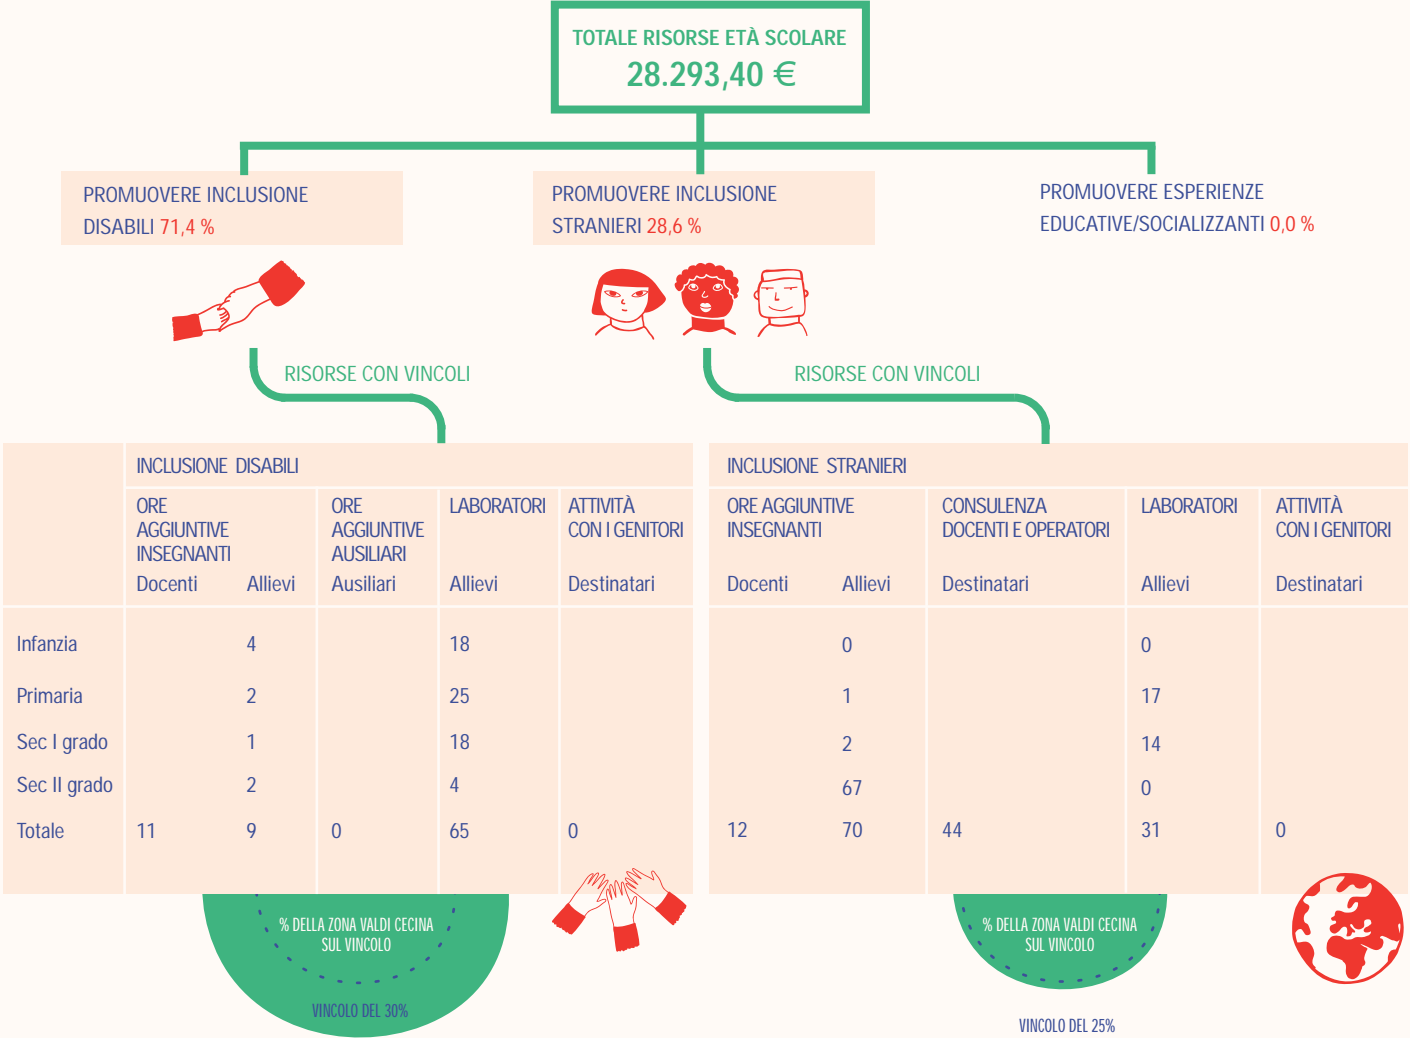 TOTALE RISORSE ETÀ SCOLARE
28.293,40 €
PROMUOVERE INCLUSIONE
DISABILI 71,4 %
PROMUOVERE INCLUSIONE
STRANIERI 28,6 %
PROMUOVERE ESPERIENZE
EDUCATIVE/SOCIALIZZANTI 0,0 %
RISORSE CON VINCOLI
RISORSE CON VINCOLI
INCLUSIONE DISABILI
ORE
AGGIUNTIVE
INSEGNANTI
ORE
AGGIUNTIVE
AUSILIARI
LABORATORI
ATTIVITÀ
CON I GENITORI
Docenti Allievi Ausiliari Allievi Destinatari
Infanzia 4 18
Primaria 2 25
Sec I grado 1 18
Sec II grado 2 4
Totale 11 9 0 65 0
% DELLA ZONA VALDI CECINA
SUL VINCOLO
VINCOLO DEL 30%
INCLUSIONE STRANIERI
ORE AGGIUNTIVE
INSEGNANTI
CONSULENZA
DOCENTI E OPERATORI
LABORATORI
ATTIVITÀ
CON I GENITORI
Docenti Allievi Destinatari Allievi Destinatari
0 0
1 17
2 14
67 0
12 70 44 31 0
% DELLA ZONA VALDI CECINA
SUL VINCOLO
VINCOLO DEL 25%